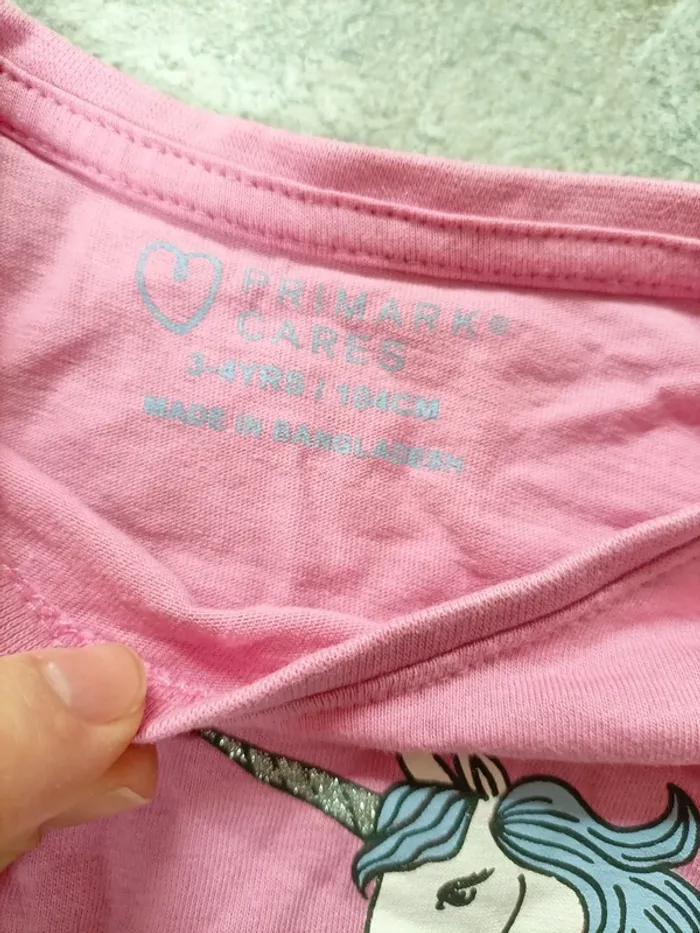 PRIMARK®
CARES
3-4YRS / 104CM
MADE IN BANGLADESH